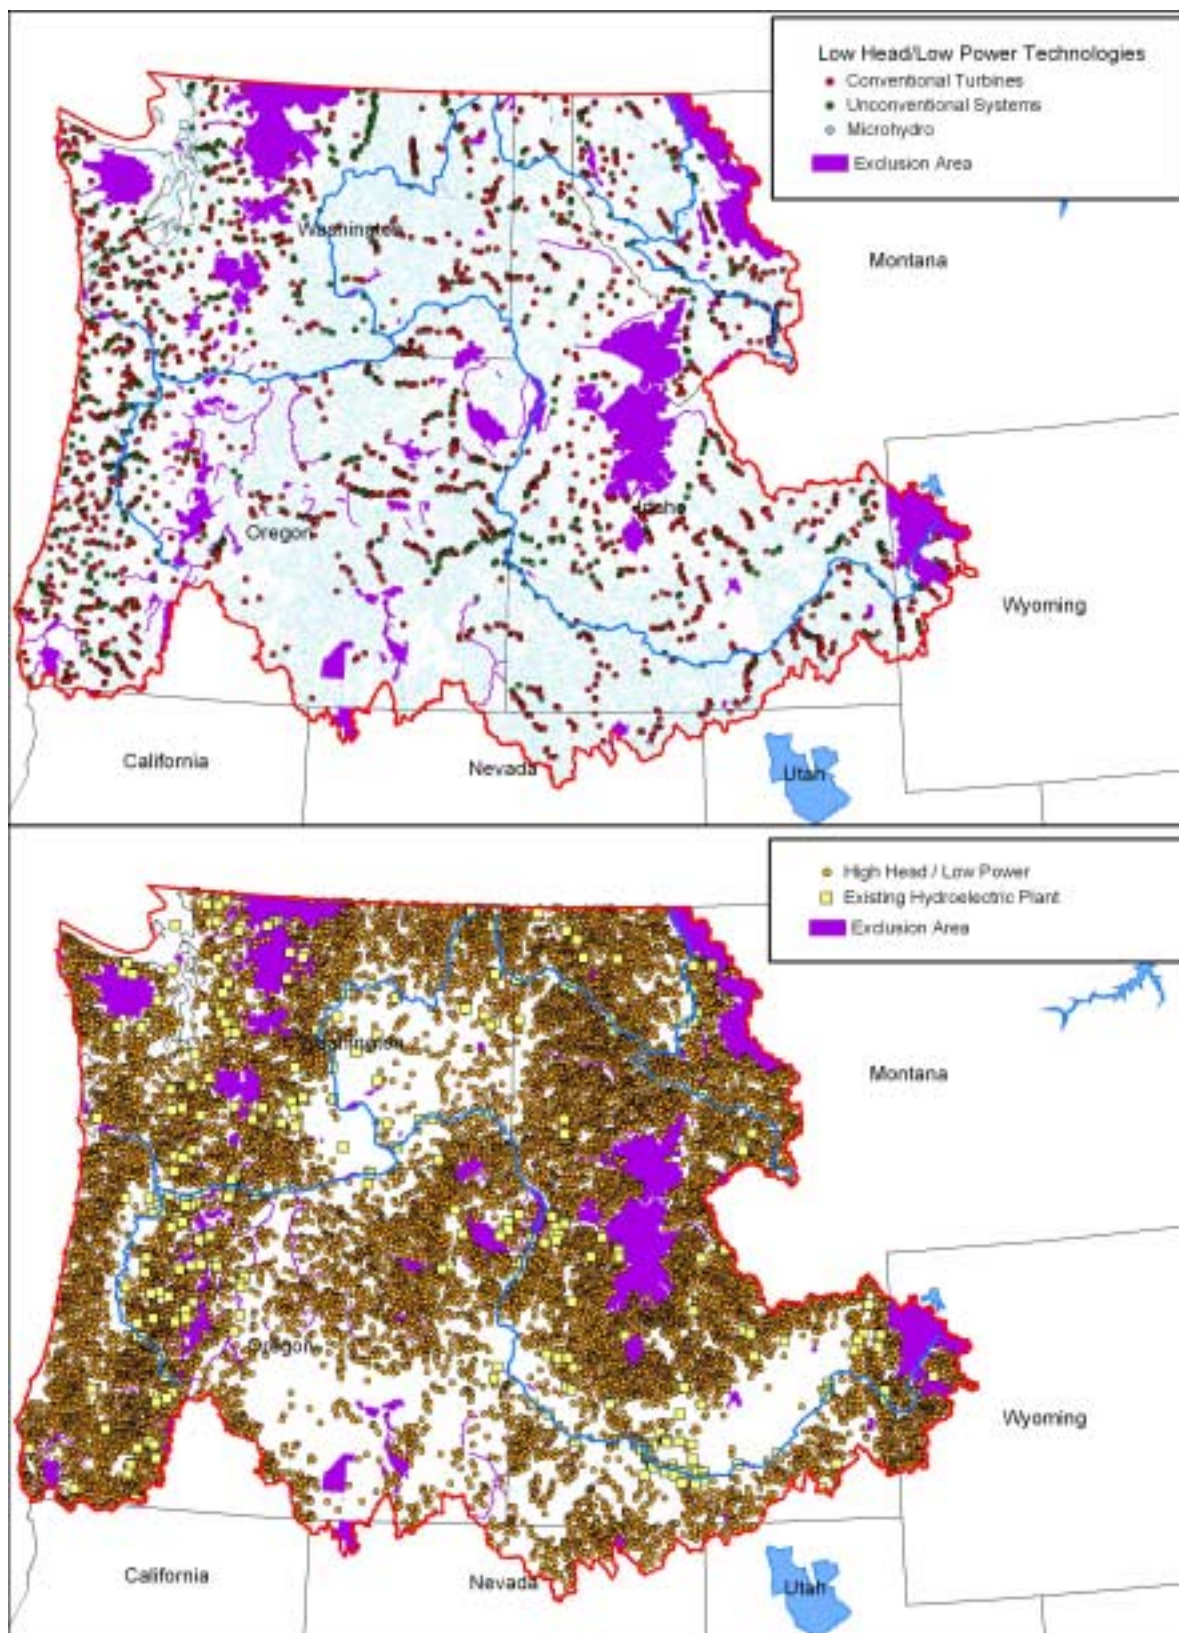 Low Head/Low Power Technologies
Conventional Turbines
Unconventional Systems
Microhydro
Exclusion Area
Washington
Montana
Idaho
Oregon
Wyoming
California
Nevada
Utah
High Head / Low Power
Existing Hydroelectric Plant
Exclusion Area
Washington
Montana
Oregon
Wyoming
California
Nevada
Utah